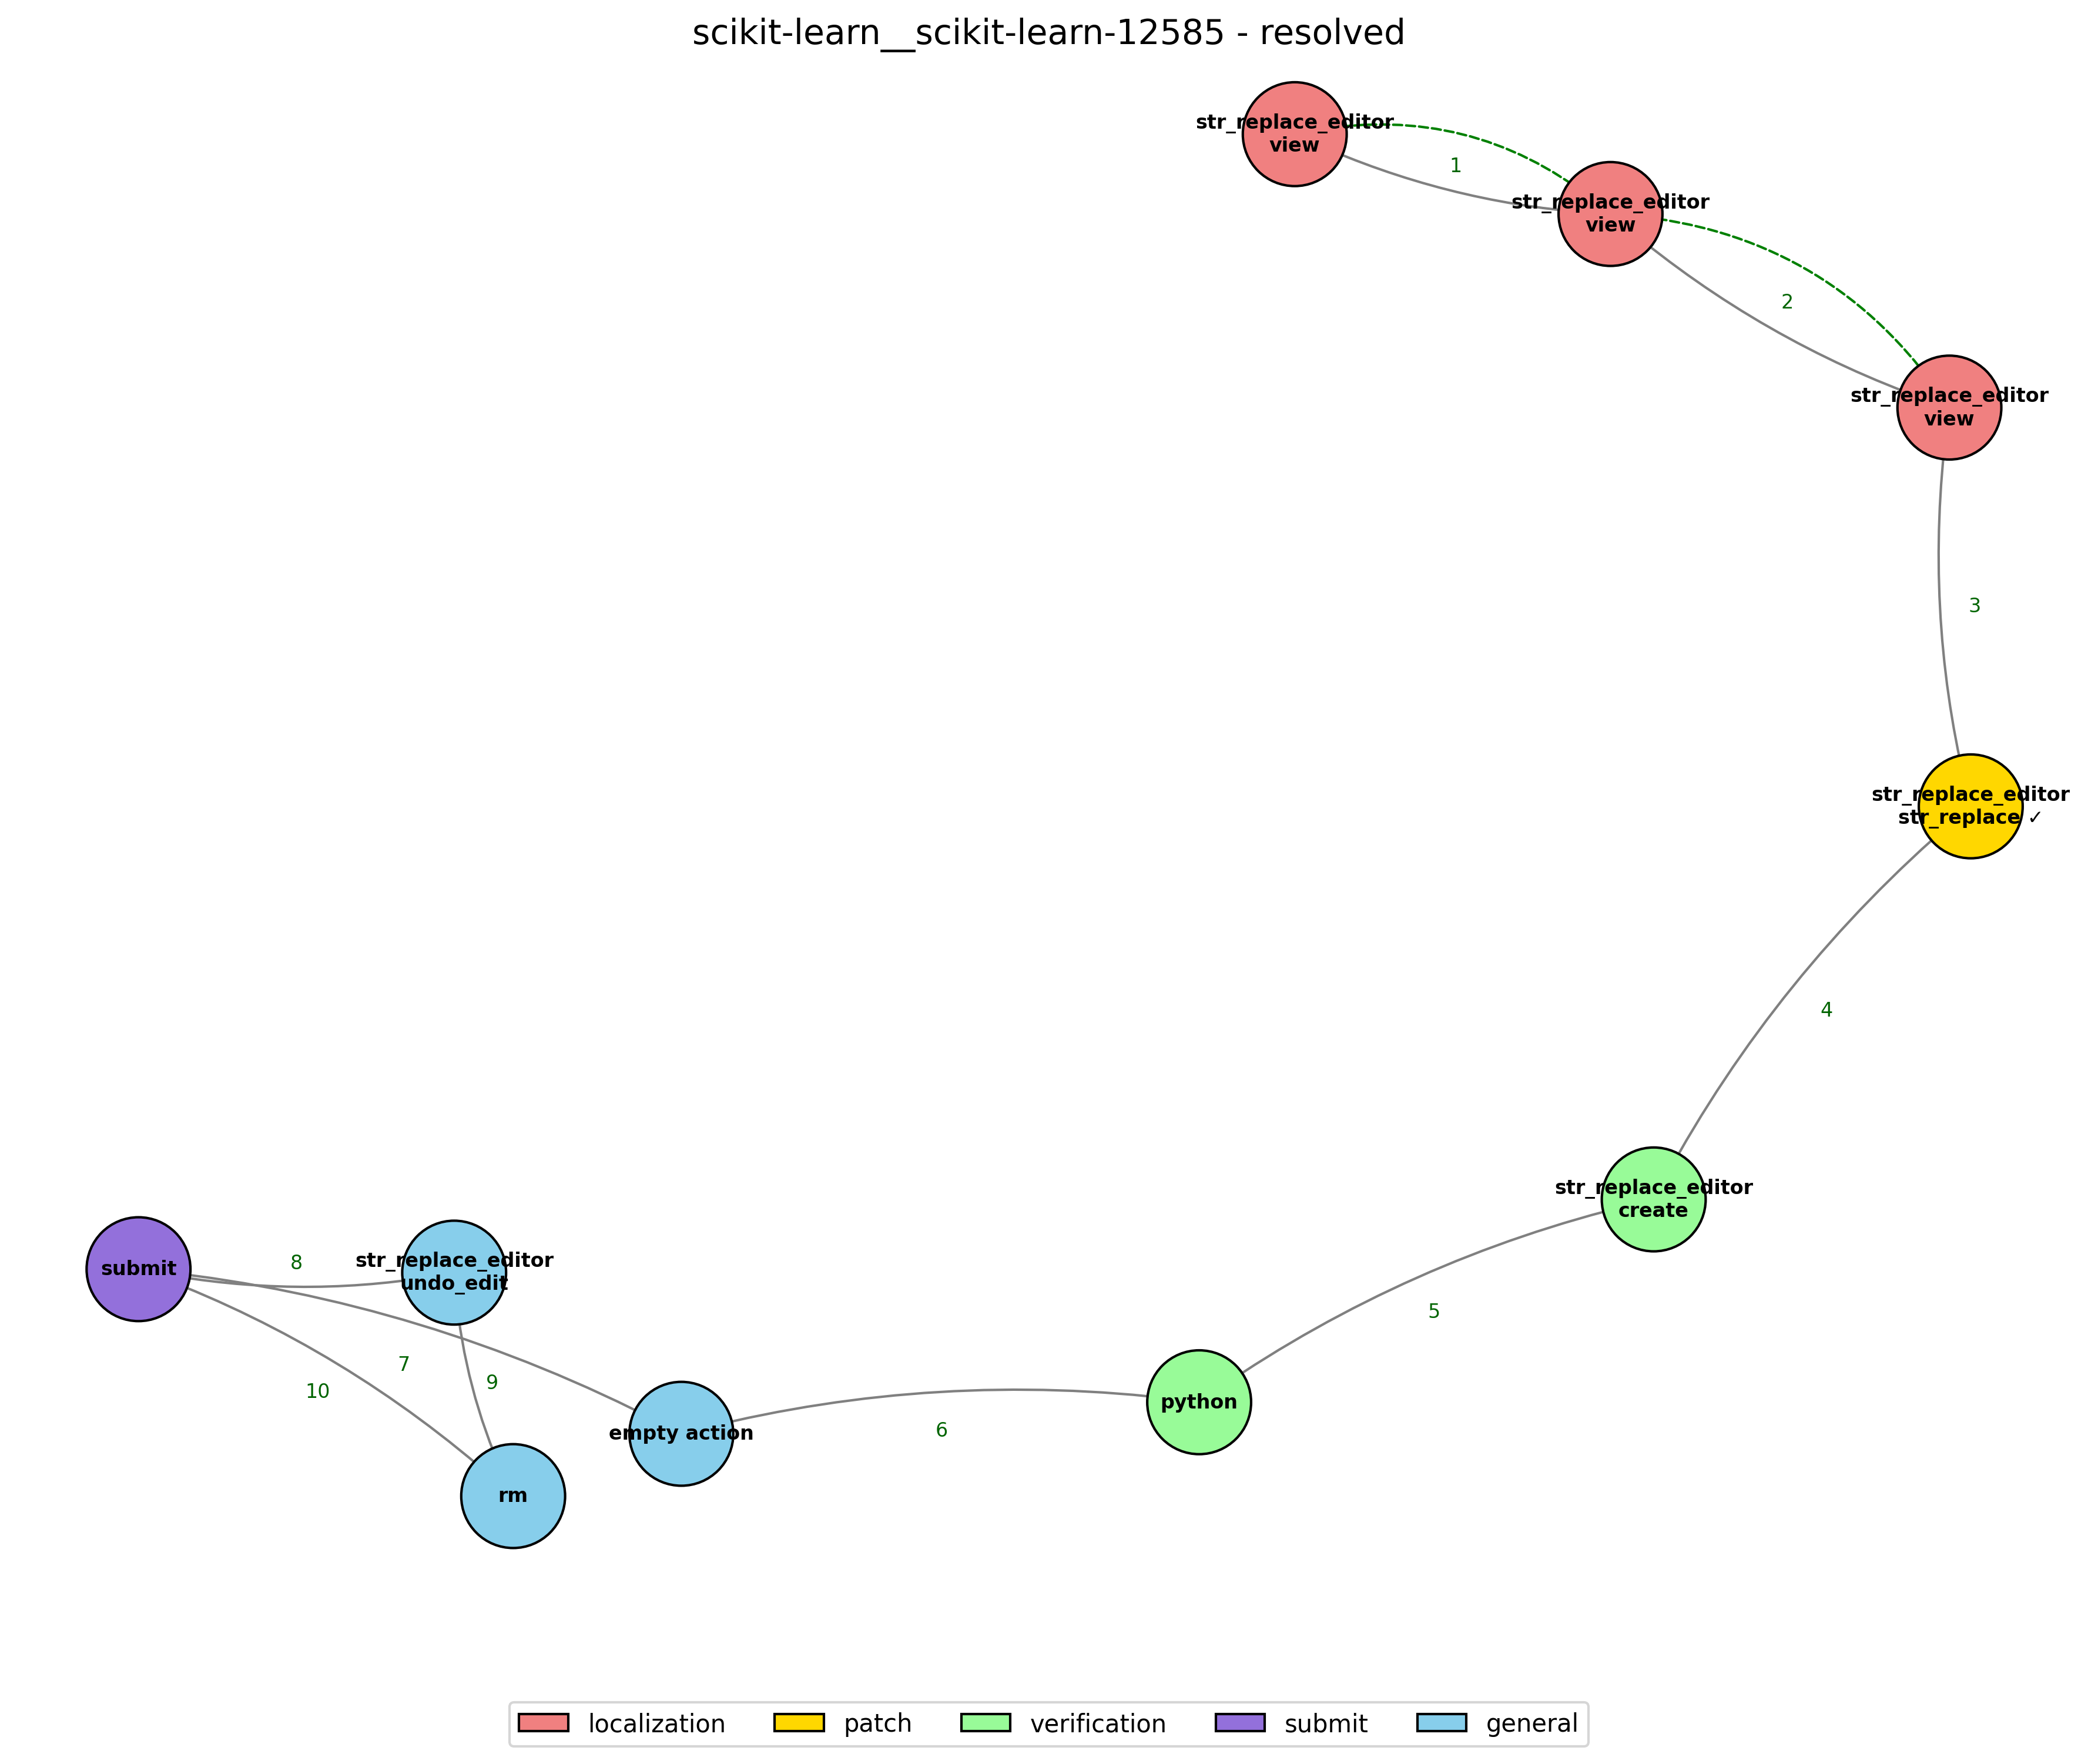 scikit-learn__scikit-learn-12585 - resolved
str_replace_editor
view
1
str_replace_editor
view
2
str_replace_editor
view
3
str_replace_editor
str_replace ✓
4
str_replace_editor
create
5
python
6
empty action
7
submit
8
str_replace_editor
undo_edit
9
10
rm
localization
patch
verification
submit
general